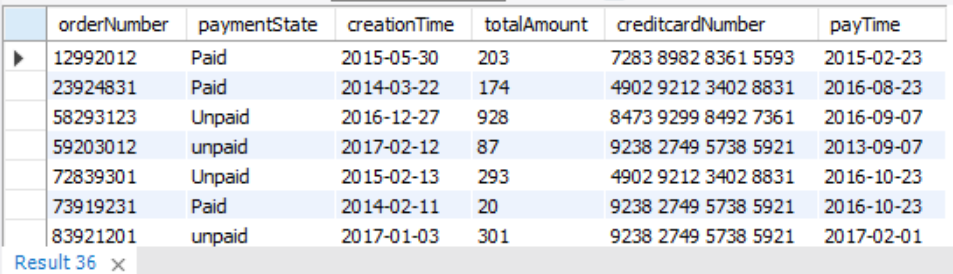 orderNumber paymentState creationTime totalAmount creditcardNumber payTime
12992012 Paid 2015-05-30 203 7283 8982 8361 5593 2015-02-23
23924831 Paid 2014-03-22 174 4902 9212 3402 8831 2016-08-23
58293123 Unpaid 2016-12-27 928 8473 9299 8492 7361 2016-09-07
59203012 unpaid 2017-02-12 87 9238 2749 5738 5921 2013-09-07
72839301 Unpaid 2015-02-13 293 4902 9212 3402 8831 2016-10-23
73919231 Paid 2014-02-11 20 9238 2749 5738 5921 2016-10-23
83921201 unpaid 2017-01-03 301 9238 2749 5738 5921 2017-02-01
Result 36